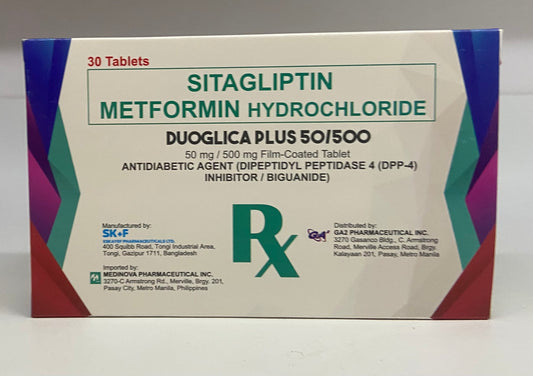 30 Tablets
SITAGLIPTIN
METFORMIN HYDROCHLORIDE
DUOGLICA PLUS 50/500
50 mg / 500 mg Film-Coated Tablet
ANTIDIABETIC AGENT (DIPEPTIDYL PEPTIDASE 4 (DPP-4)
INHIBITOR / BIGUANIDE)
Manufactured by:
SK+F
ESKAYEF PHARMACEUTICALS LTD.
400 Squibb Road, Tongi Industrial Area,
Tongi, Gazipur 1711, Bangladesh
Imported by:
MEDINOVA PHARMACEUTICAL INC.
3270-C Armstrong Rd., Merville, Brgy. 201,
Pasay City, Metro Manila, Philippines
Rx
Distributed by:
GA2 PHARMACEUTICAL INC.
3270 Gasanco Bldg., C. Armstrong
Road, Merville Access Road, Brgy.
Kalayaan 201, Pasay, Metro Manila